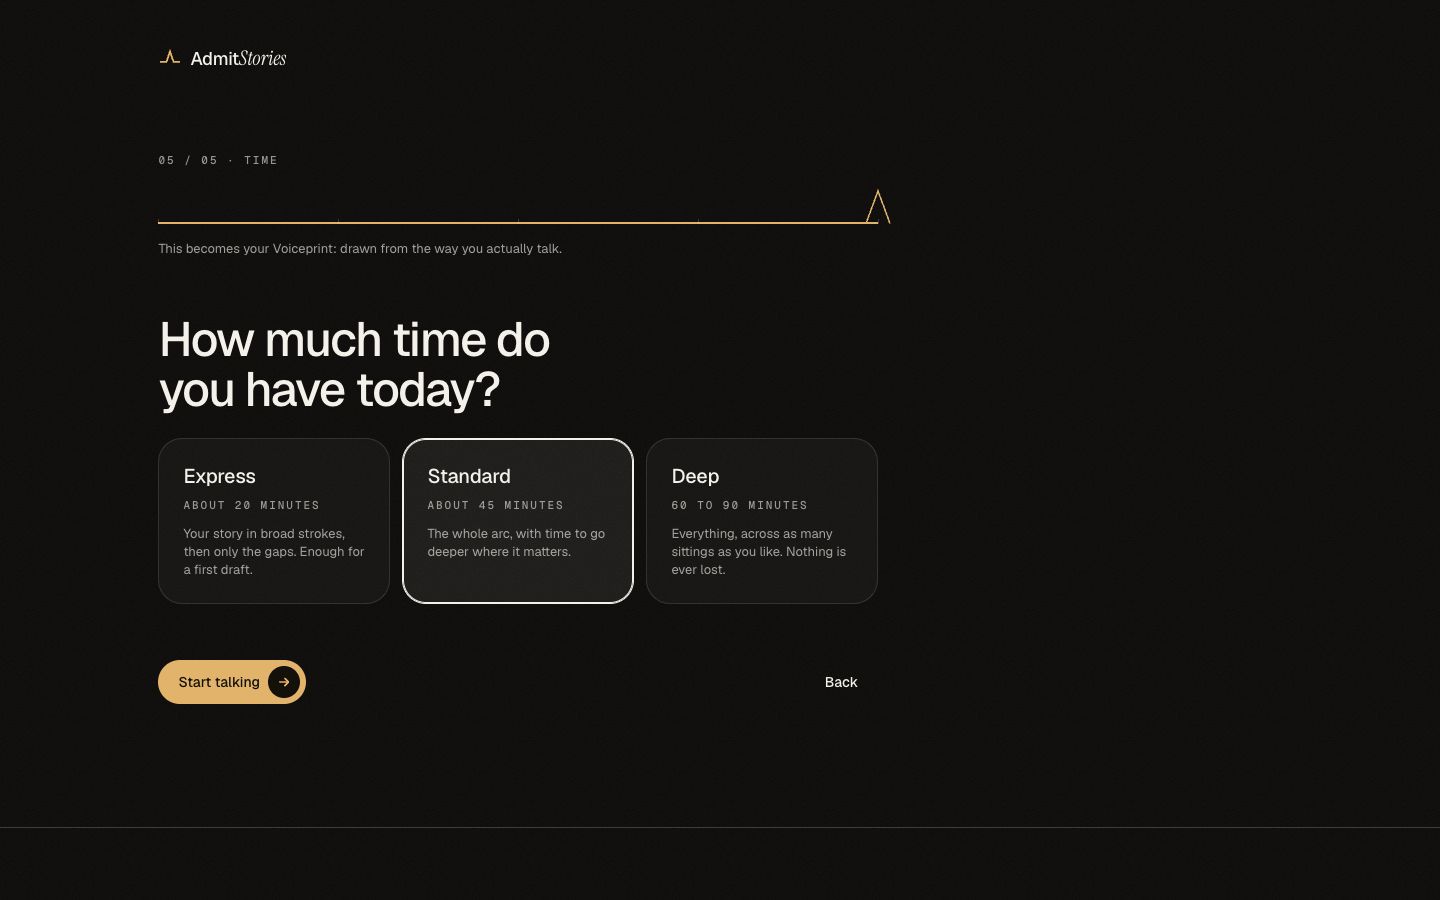 AdmitStories
05 / 05 · TIME
This becomes your Voiceprint: drawn from the way you actually talk.
How much time do
you have today?
Express
ABOUT 20 MINUTES
Your story in broad strokes,
then only the gaps. Enough for
a first draft.
Standard
ABOUT 45 MINUTES
The whole arc, with time to go
deeper where it matters.
Deep
60 TO 90 MINUTES
Everything, across as many
sittings as you like. Nothing is
ever lost.
Start talking
Back